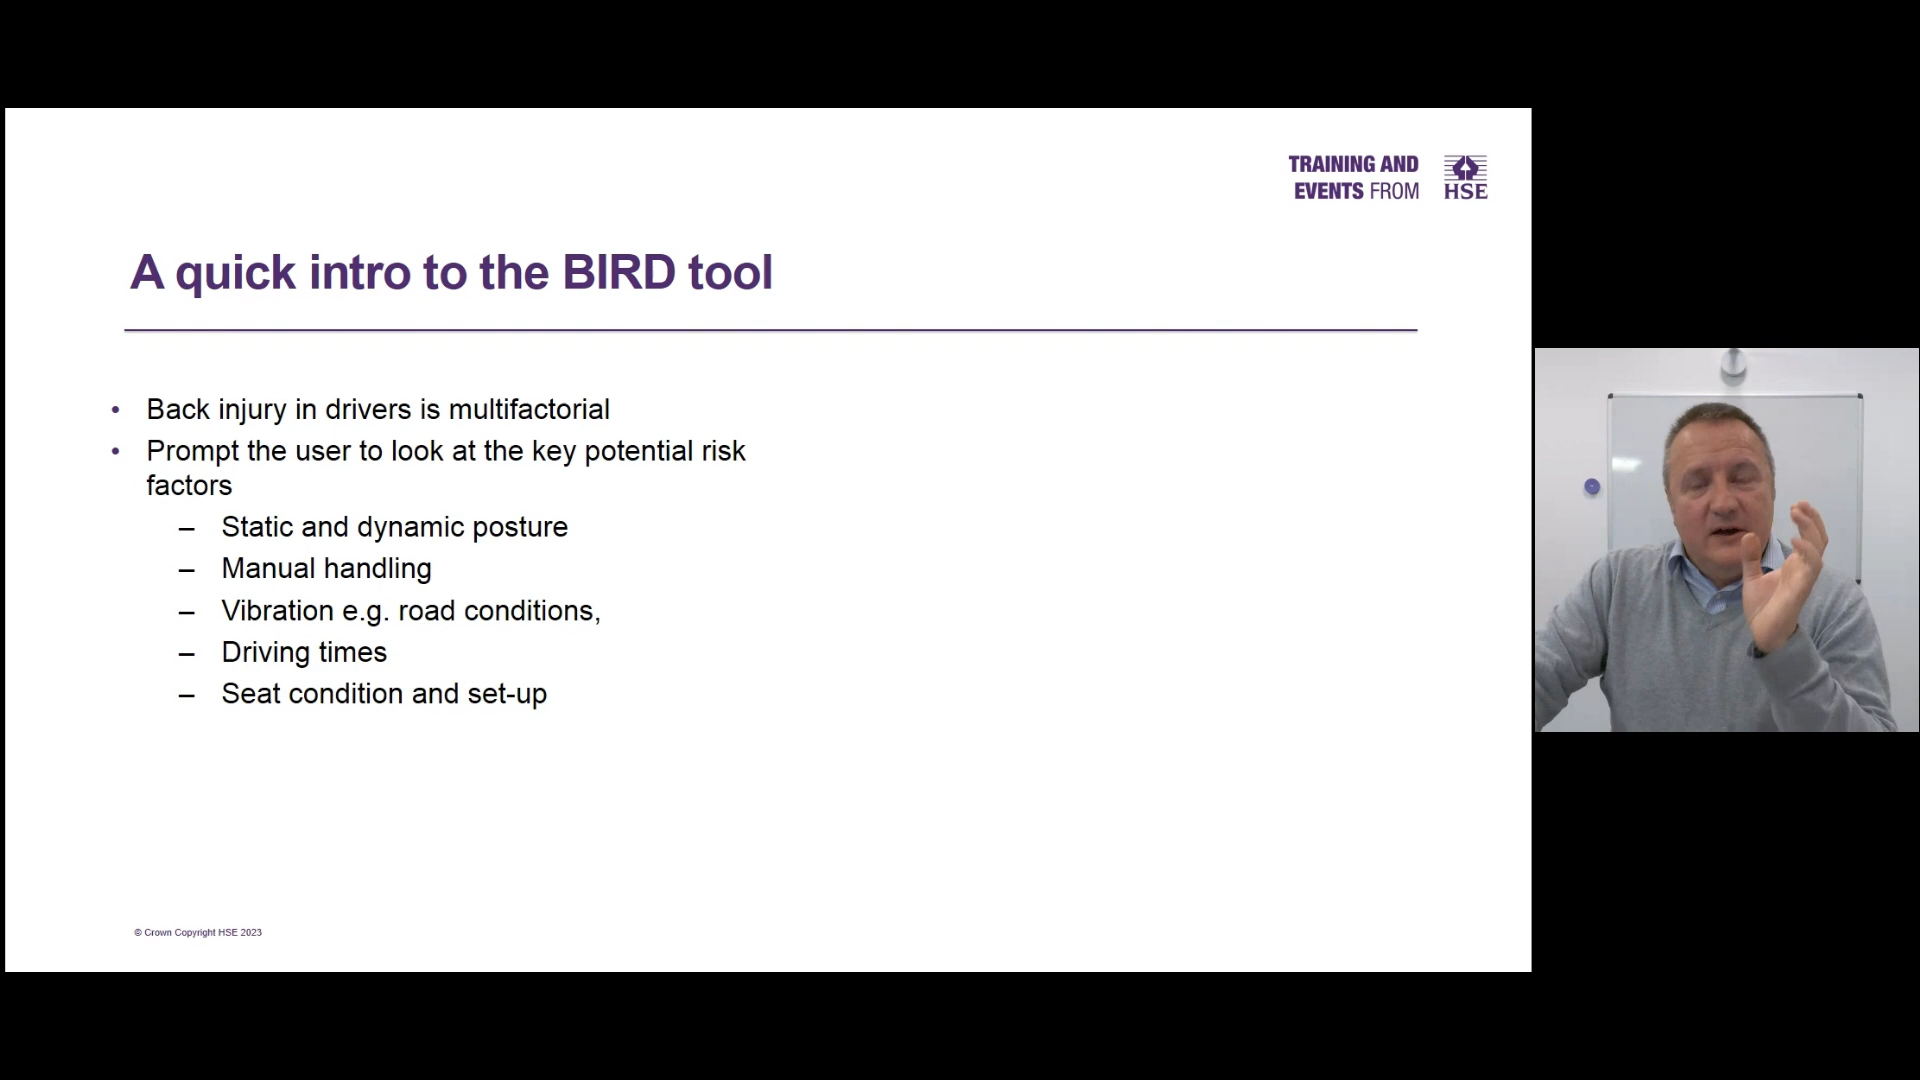 TRAINING AND
EVENTS FROM
HSE
A quick intro to the BIRD tool
• Back injury in drivers is multifactorial
• Prompt the user to look at the key potential risk
factors
– Static and dynamic posture
– Manual handling
– Vibration e.g. road conditions,
– Driving times
– Seat condition and set-up
© Crown Copyright HSE 2023